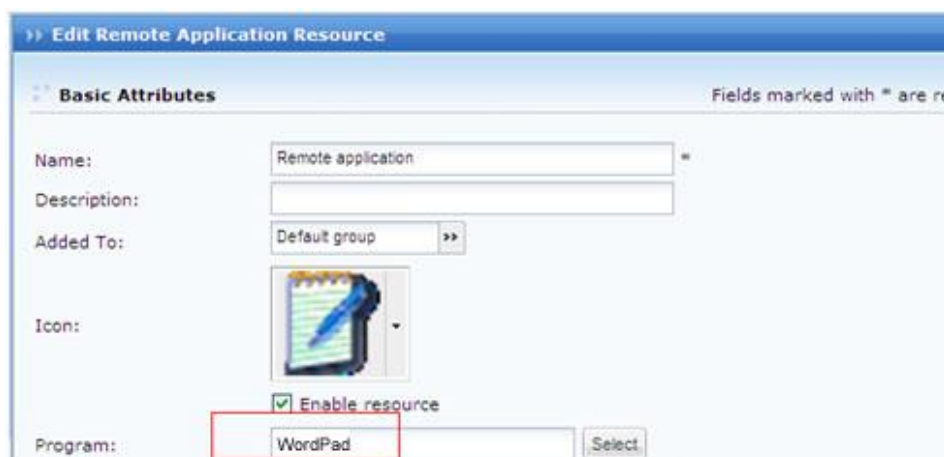 ›› Edit Remote Application Resource
Basic Attributes
Fields marked with * are
Name: Remote application *
Description:
Added To: Default group ››
Icon:
Enable resource
Program: WordPad Select